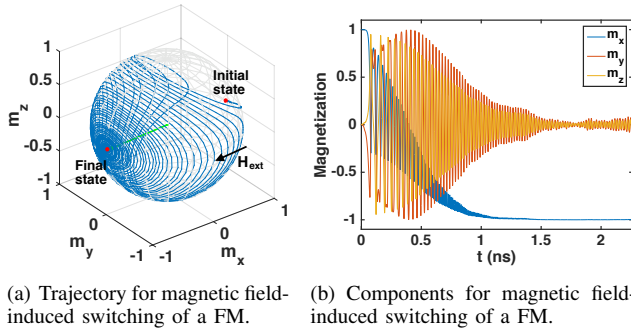 1
0.5
0
-0.5
-1
m_z
Initial state
Final state
H_ext
1
0
-1
m_y
-1
0
1
m_x
1
0.5
0
-0.5
-1
Magnetization
m_x
m_y
m_z
0
0.5
1
1.5
2
t (ns)
(a) Trajectory for magnetic field-
induced switching of a FM.
(b) Components for magnetic field-
induced switching of a FM.